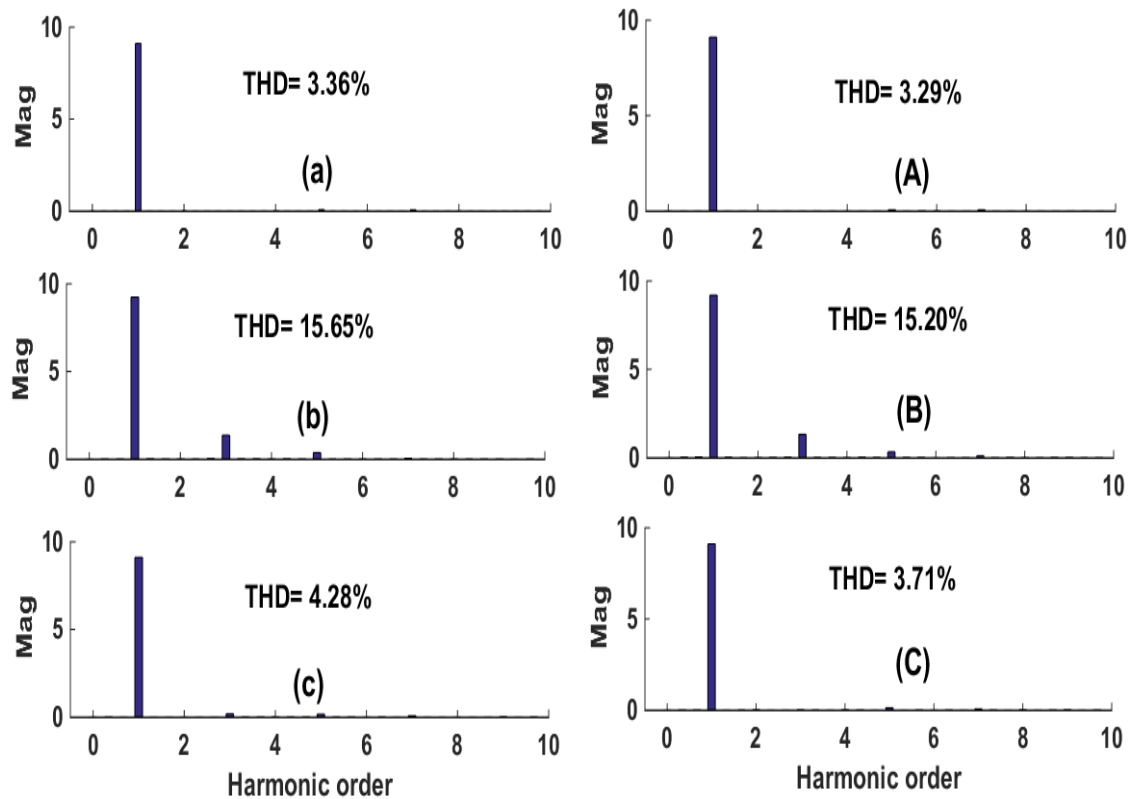 10
5
0
Mag
THD= 3.36%
(a)
0 2 4 6 8 10
10
5
0
Mag
THD= 3.29%
(A)
0 2 4 6 8 10
10
5
0
Mag
THD= 15.65%
(b)
0 2 4 6 8 10
10
5
0
Mag
THD= 15.20%
(B)
0 2 4 6 8 10
10
5
0
Mag
THD= 4.28%
(c)
0 2 4 6 8 10
Harmonic order
10
5
0
Mag
THD= 3.71%
(C)
0 2 4 6 8 10
Harmonic order